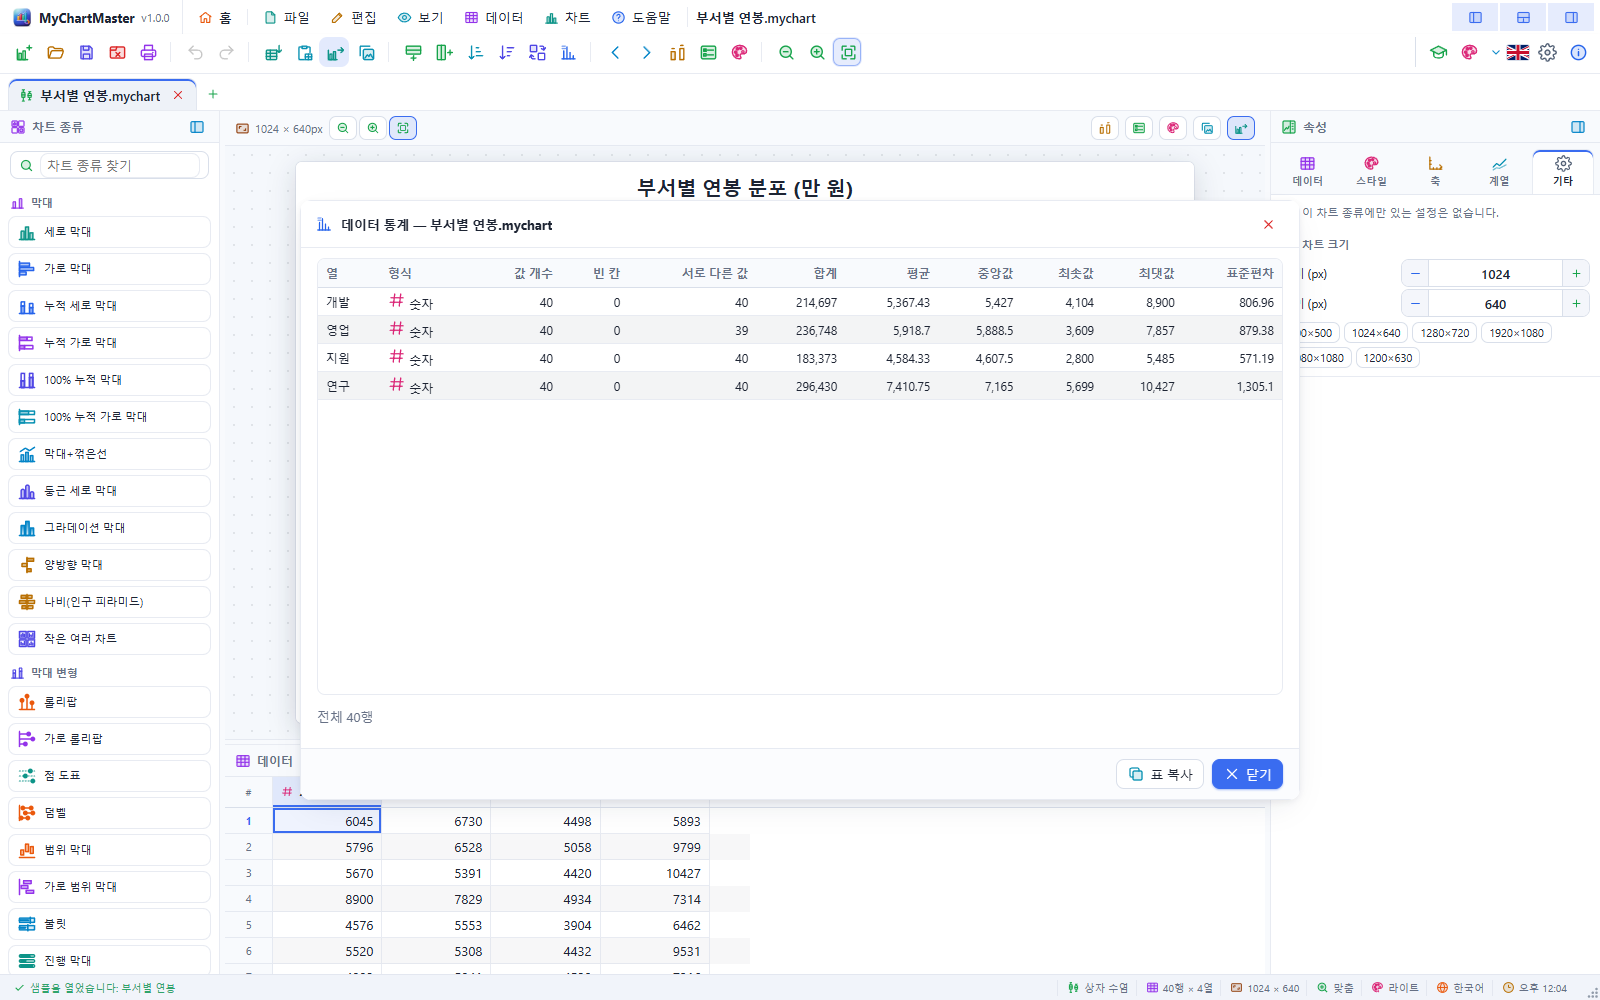 MyChartMaster v1.0.0 홈 파일 편집 보기 데이터 차트 도움말 부서별 연봉.mychart
부서별 연봉.mychart
차트 종류
1024 × 640px
속성
차트 종류 찾기
데이터 스타일 축 계열 기타
막대
세로 막대
가로 막대
누적 세로 막대
누적 가로 막대
100% 누적 막대
100% 누적 가로 막대
막대+꺾은선
둥근 세로 막대
그라데이션 막대
양방향 막대
나비(인구 피라미드)
작은 여러 차트
막대 변형
롤리팝
가로 롤리팝
점 도표
덤벨
범위 막대
가로 범위 막대
불릿
진행 막대
부서별 연봉 분포 (만 원)
데이터 통계 — 부서별 연봉.mychart
열 형식 값 개수 빈 칸 서로 다른 값 합계 평균 중앙값 최솟값 최댓값 표준편차
개발 숫자 40 0 40 214,697 5,367.43 5,427 4,104 8,900 806.96
영업 숫자 40 0 39 236,748 5,918.7 5,888.5 3,609 7,857 879.38
지원 숫자 40 0 40 183,373 4,584.33 4,607.5 2,800 5,485 571.19
연구 숫자 40 0 40 296,430 7,410.75 7,165 5,699 10,427 1,305.1
전체 40행
표 복사 닫기
이 차트 종류에만 있는 설정은 없습니다.
차트 크기
(px) 1024
(px) 640
×500 1024×640 1280×720 1920×1080
×1080 1200×630
데이터
#
1 6045 6730 4498 5893
2 5796 6528 5058 9799
3 5670 5391 4420 10427
4 8900 7829 4934 7314
5 4576 5553 3904 6462
6 5520 5308 4432 9531
샘플을 열었습니다: 부서별 연봉
상자 수염 40행 × 4열 1024 × 640 맞춤 라이트 한국어 오후 12:04